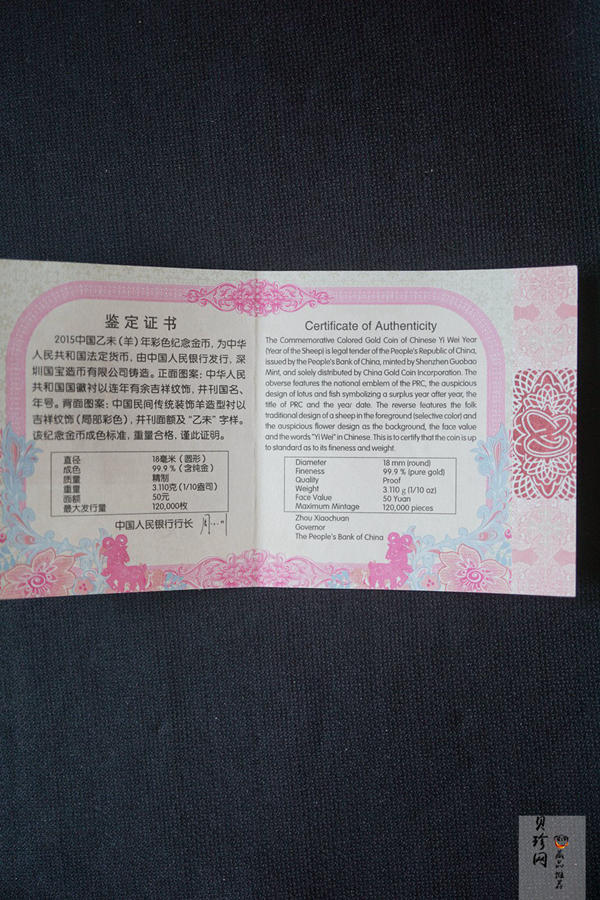 鉴定证书
2015中国乙未（羊）年彩色纪念金币，为中华
人民共和国法定货币，由中国人民银行发行，深
圳国宝造币有限公司铸造。正面图案：中华人民
共和国国徽衬以连年有余吉祥纹饰，并刊国名、
年号。背面图案：中国民间传统装饰羊造型衬以
吉祥纹饰（局部彩色），并刊面额及“乙未”字样。
该纪念金币成色标准，重量合格，谨此证明。
直径 18毫米（圆形）
成色 99.9％（含纯金）
质量 精制
重量 3.110克（1/10盎司）
面额 50元
最大发行量 120,000枚
中国人民银行行长
Certificate of Authenticity
The Commemorative Colored Gold Coin of Chinese Yi Wei Year
(Year of the Sheep) is legal tender of the People's Republic of China,
issued by the People's Bank of China, minted by Shenzhen Guobao
Mint, and solely distributed by China Gold Coin Incorporation. The
obverse features the national emblem of the PRC, the auspicious
design of lotus and fish symbolizing a surplus year after year, the
title of PRC and the year date. The reverse features the folk
traditional design of a sheep in the foreground (selective color) and
the auspicious flower design as the background, the face value
and the words "Yi Wei" in Chinese. This is to certify that the coin is up
to standard as to its fineness and weight.
Diameter 18 mm (round)
Fineness 99.9 % (pure gold)
Quality Proof
Weight 3.110 g (1/10 oz)
Face Value 50 Yuan
Maximum Mintage 120,000 pieces
Zhou Xiaochuan
Governor
The People's Bank of China
贝珍网
藏品推荐